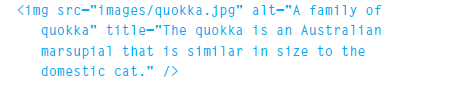 <img src="images/quokka.jpg" alt="A family of
quokka" title="The quokka is an Australian
marsupial that is similar in size to the
domestic cat." />